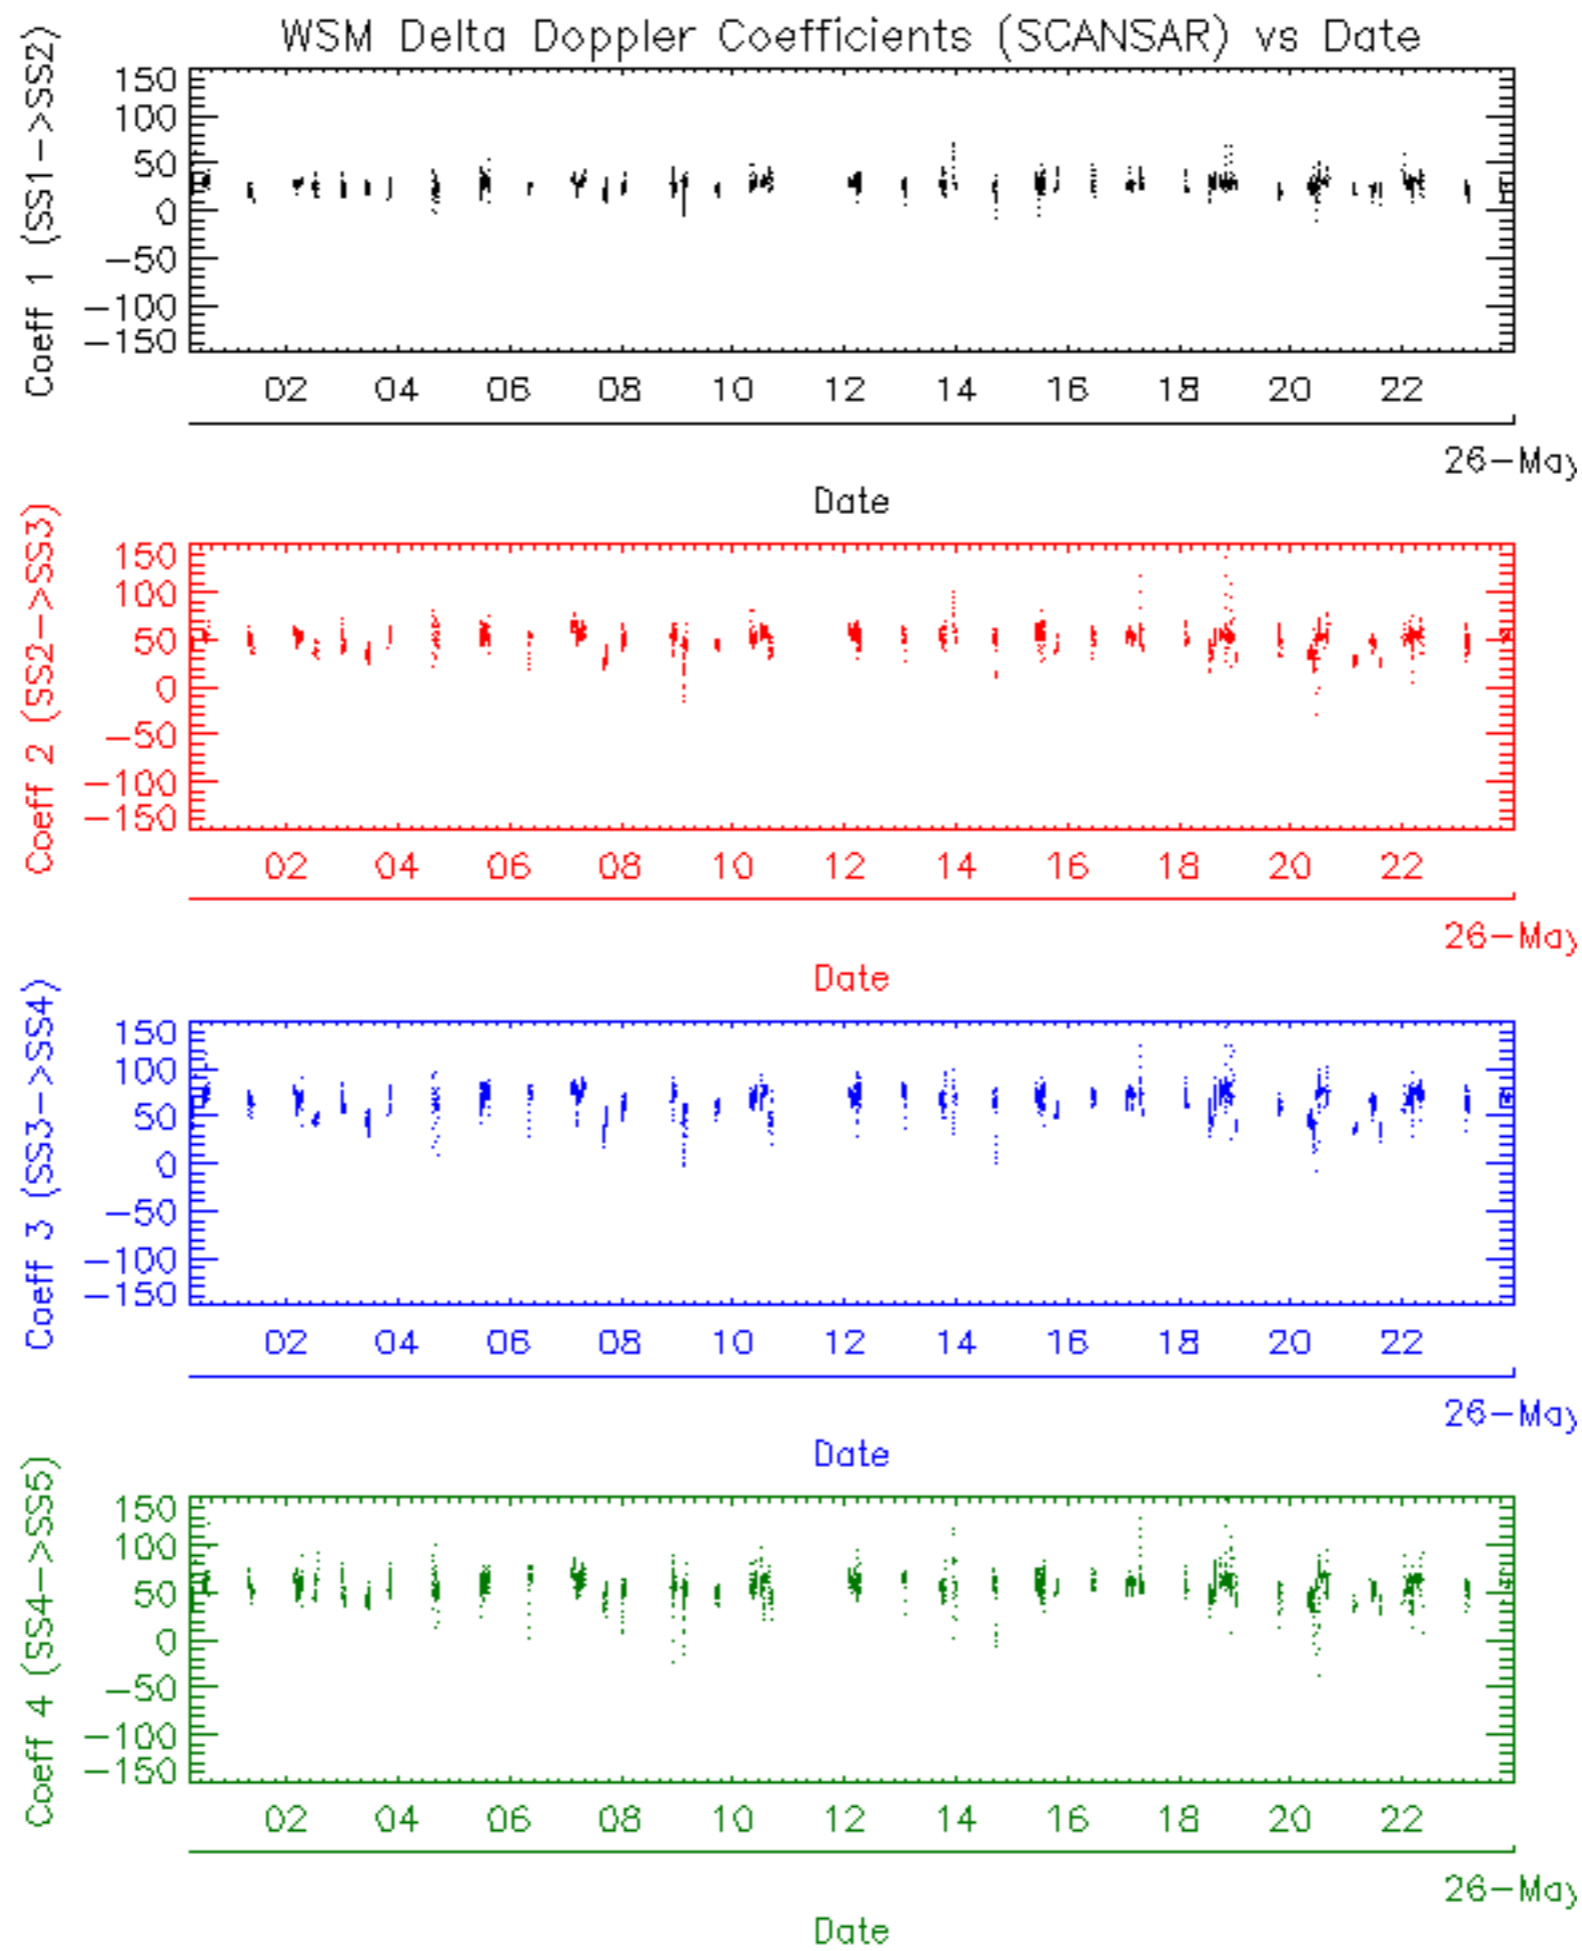 WSM Delta Doppler Coefficients (SCANSAR) vs Date
Coeff 1 (SS1->SS2)
150
100
50
0
-50
-100
-150
02 04 06 08 10 12 14 16 18 20 22
26-May
Date
Coeff 2 (SS2->SS3)
150
100
50
0
-50
-100
-150
02 04 06 08 10 12 14 16 18 20 22
26-May
Date
Coeff 3 (SS3->SS4)
150
100
50
0
-50
-100
-150
02 04 06 08 10 12 14 16 18 20 22
26-May
Date
Coeff 4 (SS4->SS5)
150
100
50
0
-50
-100
-150
02 04 06 08 10 12 14 16 18 20 22
26-May
Date